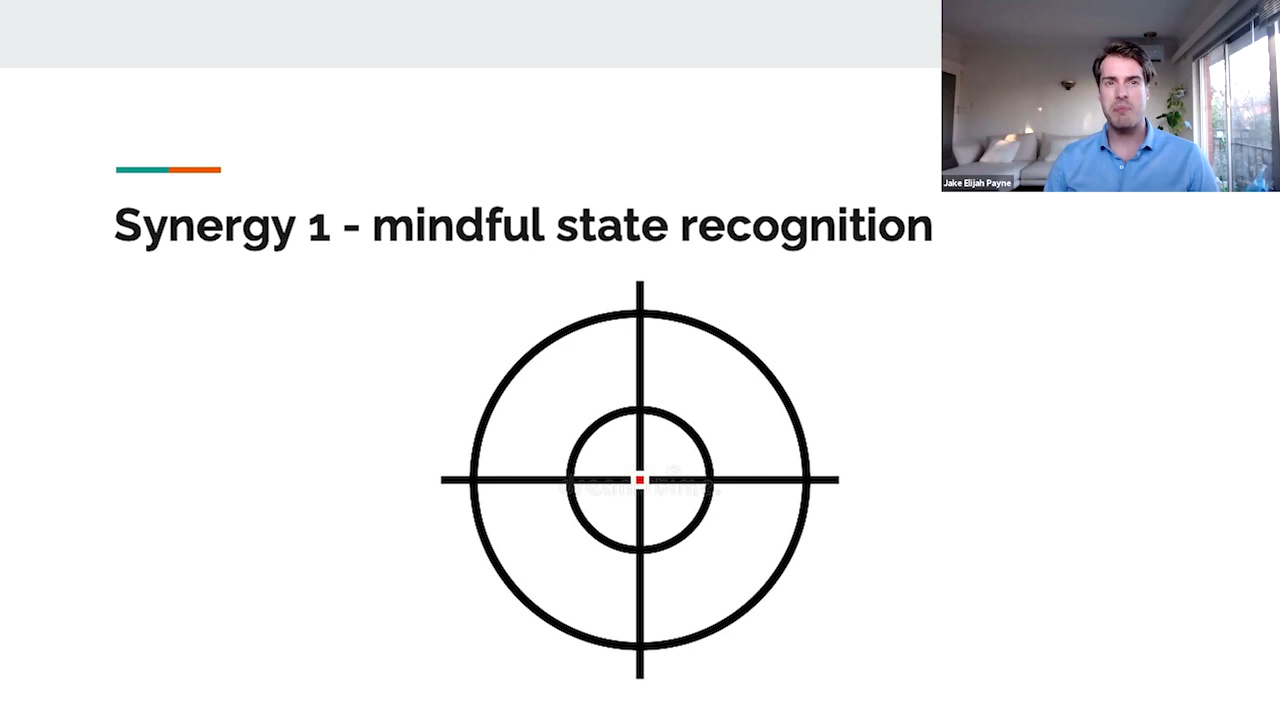 Jake Elijah Payne
Synergy 1 - mindful state recognition